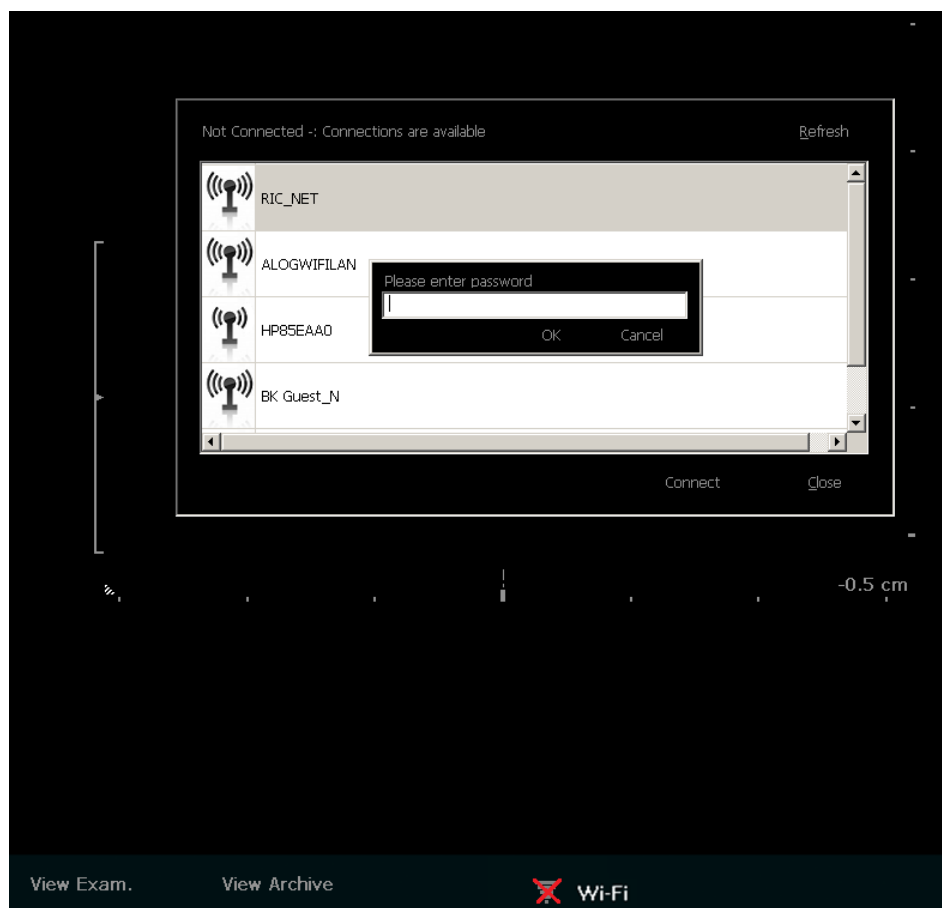 Not Connected -: Connections are available Refresh
RIC_NET
ALOGWIFILAN
Please enter password
HP85EAA0
OK Cancel
BK Guest_N
Connect Close
-0.5 cm
View Exam. View Archive Wi-Fi